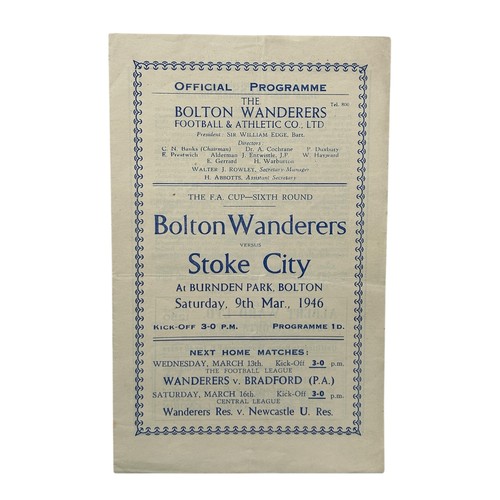 OFFICIAL PROGRAMME
THE
Tel. 800
BOLTON WANDERERS
FOOTBALL & ATHLETIC CO., LTD
President: SIR WILLIAM EDGE, Bart.
Directors:
C. N. Banks (Chairman) Dr. A. Cochrane P. Duxbury
E. Prestwich Alderman J. Entwistle, J.P. W. Hayward
E. Gerrard H. Warburton
WALTER J. ROWLEY, Secretary-Manager
H. ABBOTTS, Assistant Secretary
THE F.A. CUP—SIXTH ROUND
Bolton Wanderers
VERSUS
Stoke City
At BURNDEN PARK, BOLTON
Saturday, 9th Mar., 1946
KICK-OFF 3-0 P.M. PROGRAMME 1D.
NEXT HOME MATCHES:
WEDNESDAY, MARCH 13th. Kick-Off 3-0 p.m.
THE FOOTBALL LEAGUE
WANDERERS v. BRADFORD (P.A.)
SATURDAY, MARCH 16th. Kick-Off 3-0 p.m.
CENTRAL LEAGUE
Wanderers Res. v. Newcastle U. Res.